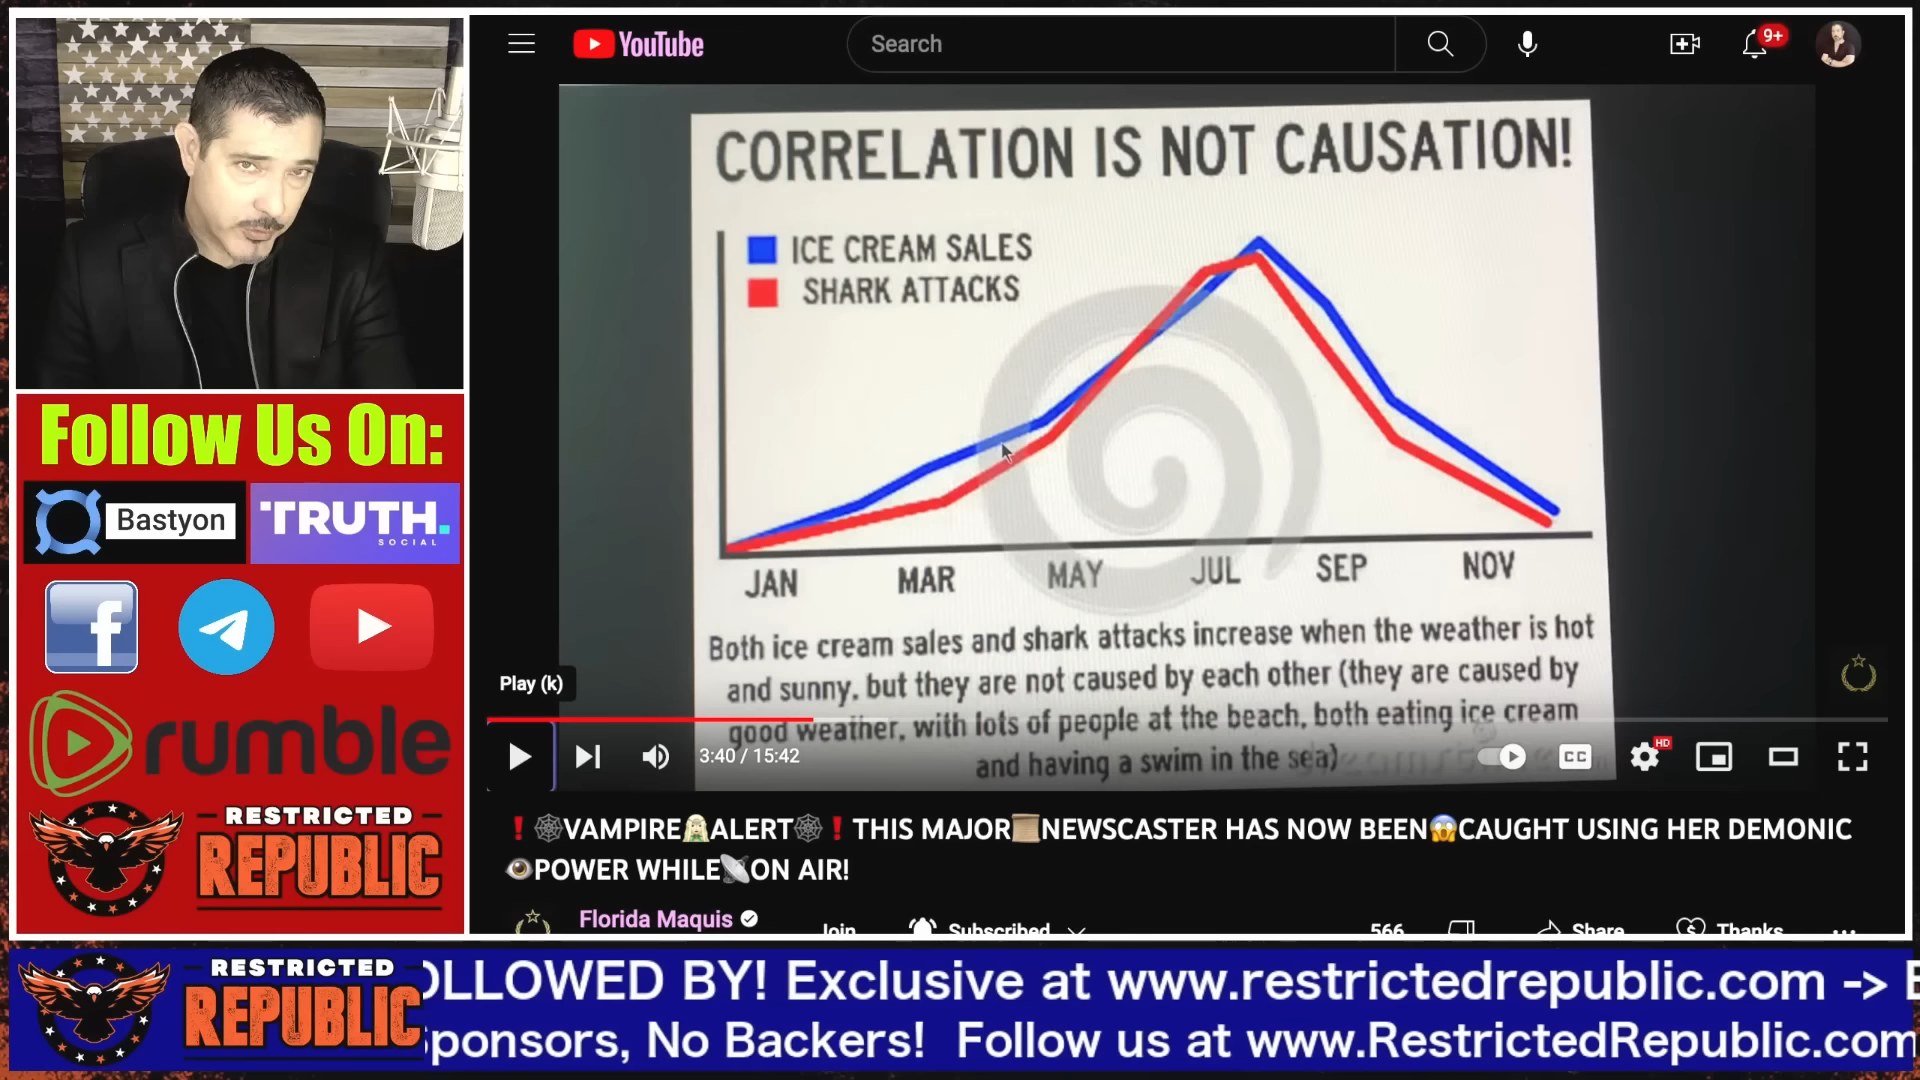 YouTube
Search
9+
CORRELATION IS NOT CAUSATION!
ICE CREAM SALES
SHARK ATTACKS
JAN MAR MAY JUL SEP NOV
Both ice cream sales and shark attacks increase when the weather is hot
and sunny, but they are not caused by each other (they are caused by
good weather, with lots of people at the beach, both eating ice cream
and having a swim in the sea)
Play (k)
3:40 / 15:42
CC
HD
❗🕸VAMPIRE🧝🏼‍♀️ALERT🕸❗THIS MAJOR📜NEWSCASTER HAS NOW BEEN😱CAUGHT USING HER DEMONIC
👁POWER WHILE📡ON AIR!
Florida Maquis
Join
Subscribed
566
Share
Thanks
Follow Us On:
Bastyon
TRUTH.
SOCIAL
f
rumble
RESTRICTED
REPUBLIC
RESTRICTED
REPUBLIC
OLLOWED BY! Exclusive at www.restrictedrepublic.com -> E
Sponsors, No Backers! Follow us at www.RestrictedRepublic.com